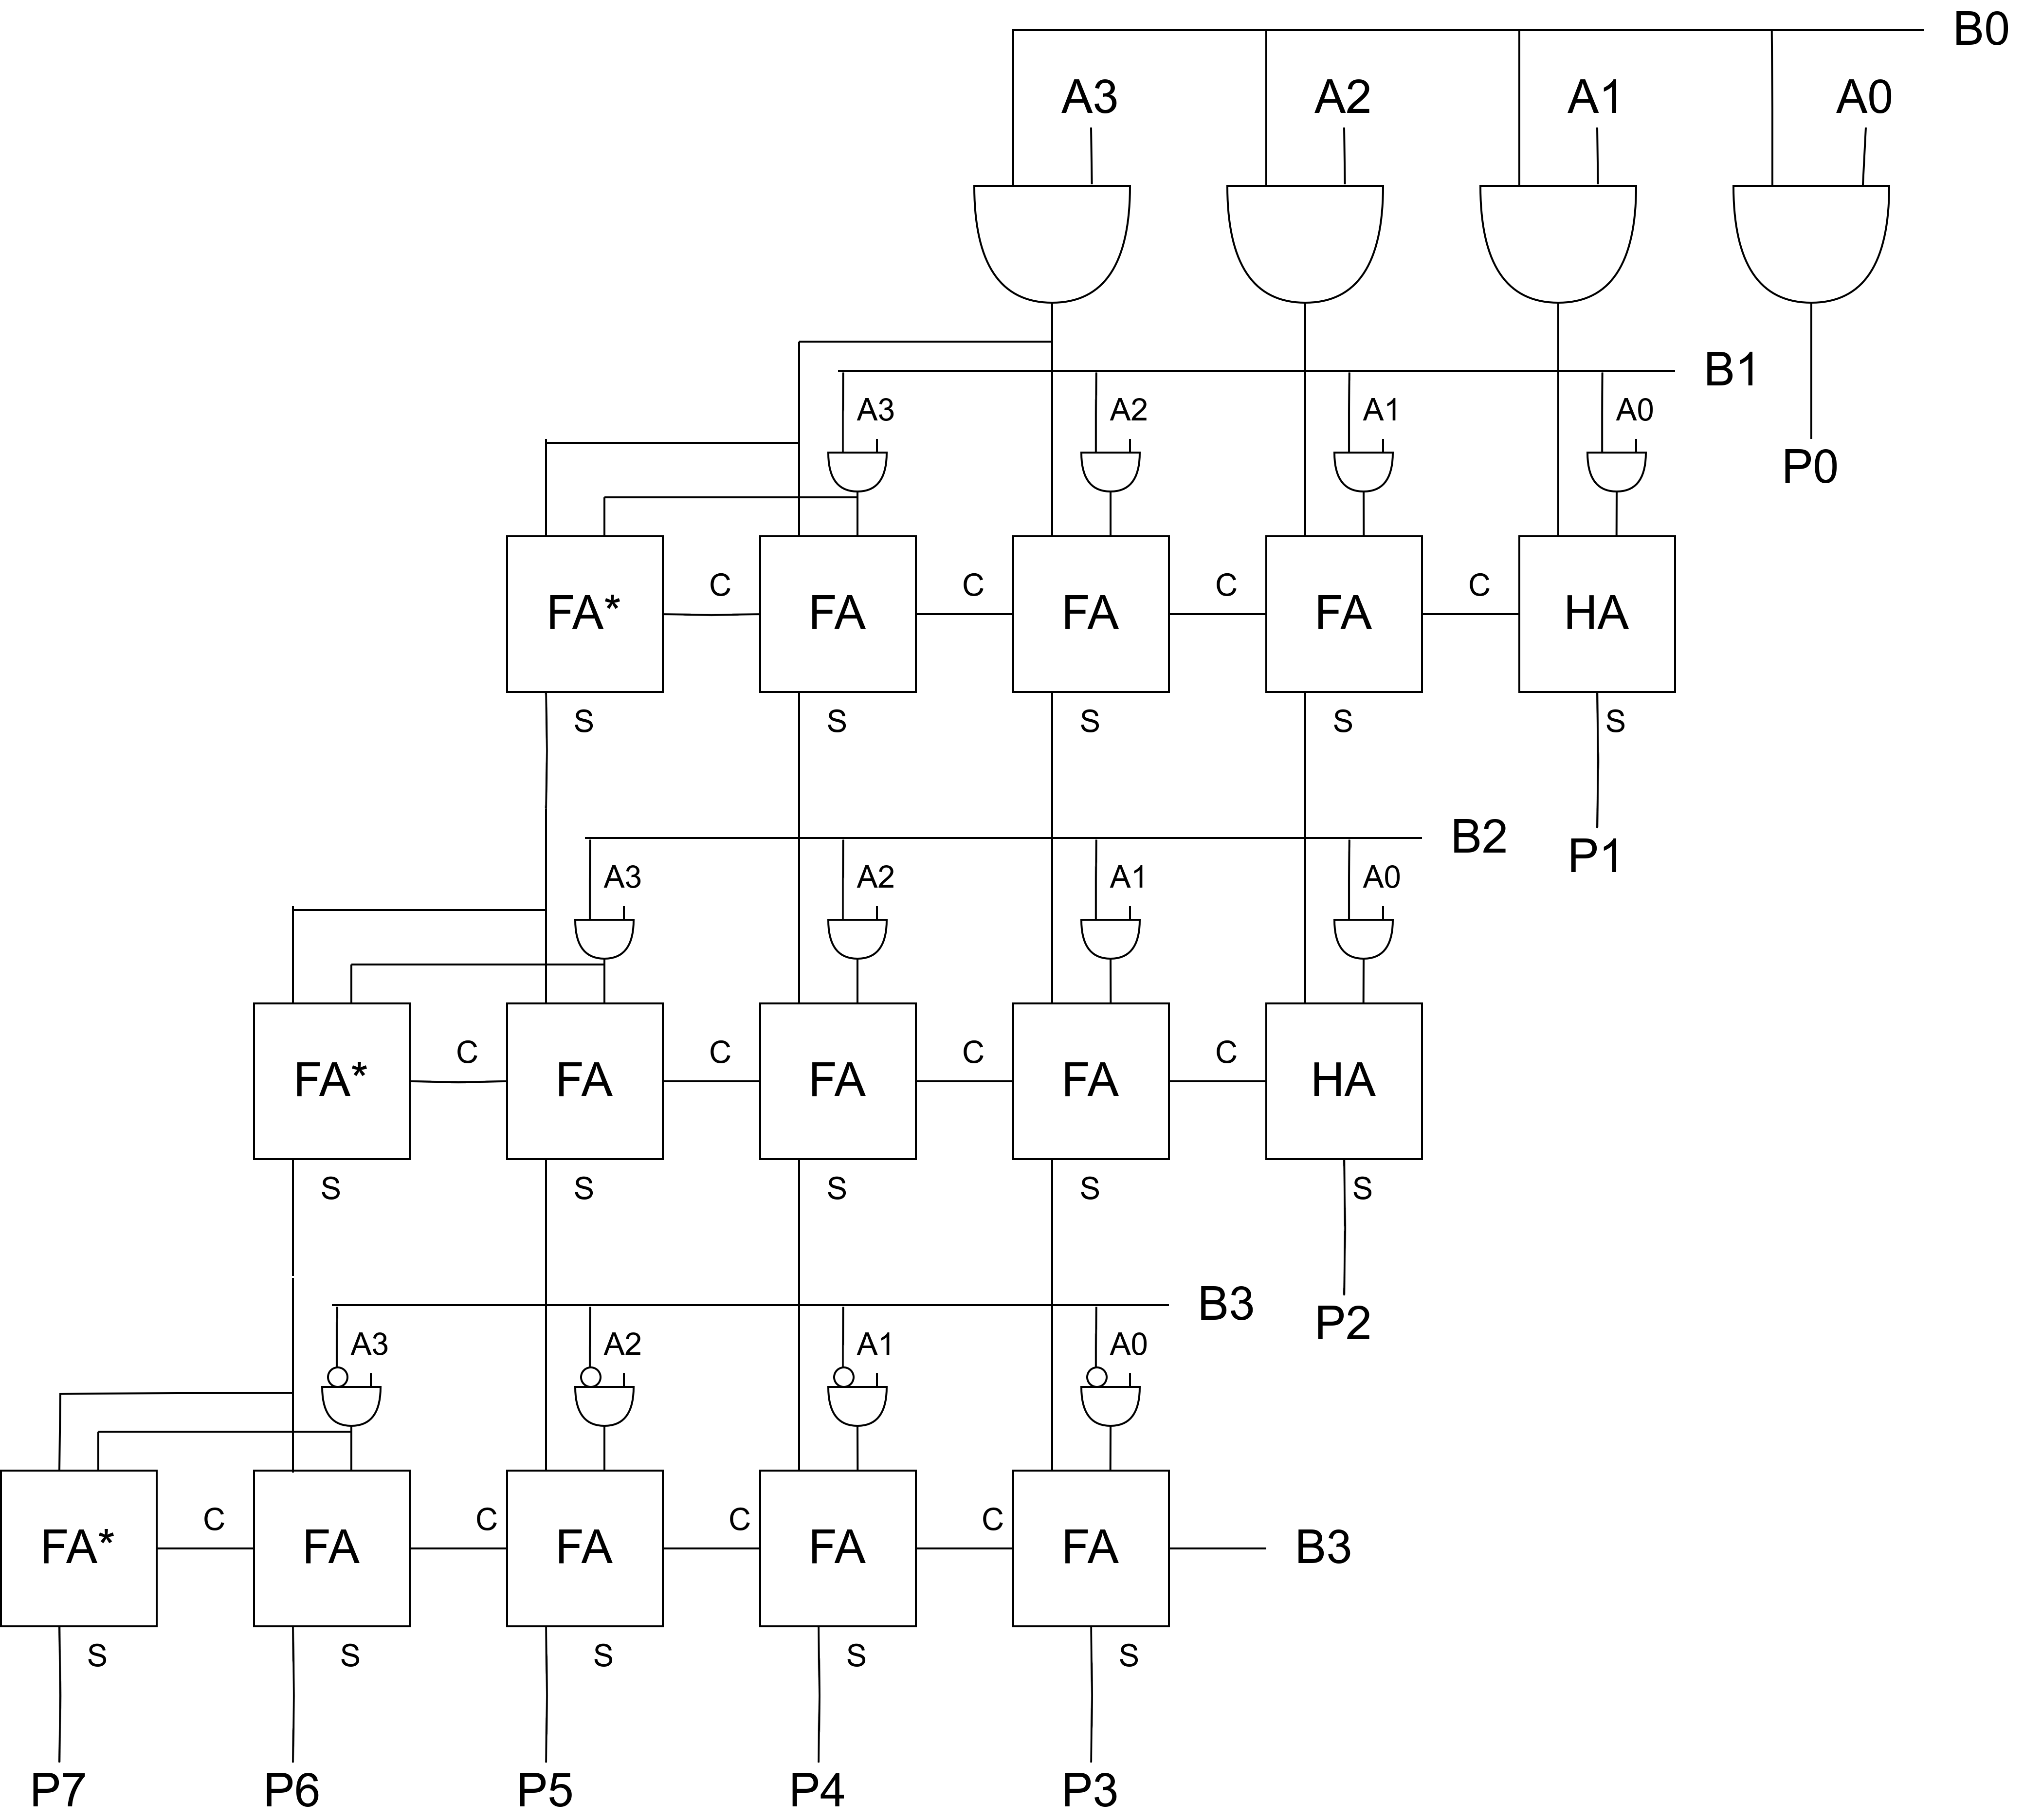 B0
A3 A2 A1 A0
B1
A3 A2 A1 A0
P0
C C C C
FA* FA FA FA HA
S S S S S
B2
P1
A3 A2 A1 A0
C C C C
FA* FA FA FA HA
S S S S S
B3
P2
A3 A2 A1 A0
C C C C
FA* FA FA FA FA B3
S S S S S
P7 P6 P5 P4 P3